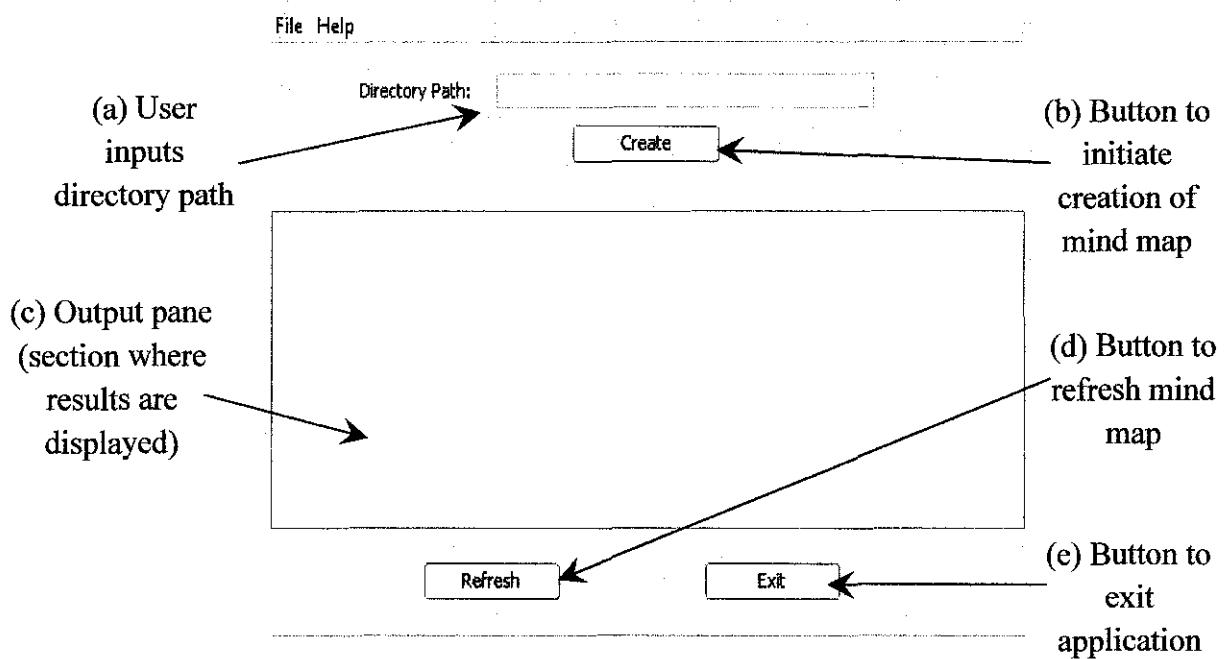 File Help
Directory Path:
Create
(a) User
inputs
directory path
(b) Button to
initiate
creation of
mind map
(c) Output pane
(section where
results are
displayed)
(d) Button to
refresh mind
map
Refresh
Exit
(e) Button to
exit
application